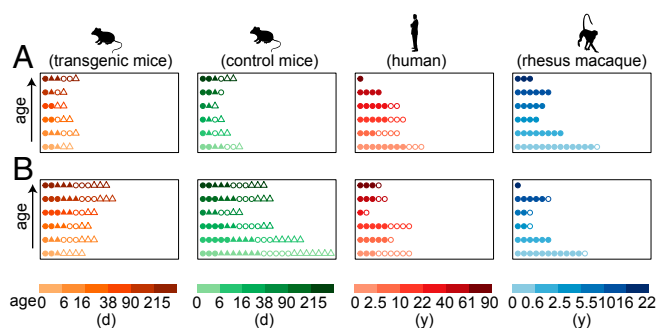 A
(transgenic mice) (control mice) (human) (rhesus macaque)
age
B
age
age 0 6 16 38 90 215 0 6 16 38 90 215 0 2.5 10 22 40 61 90 0 0.6 2.5 5.5 10 16 22
(d) (d) (y) (y)